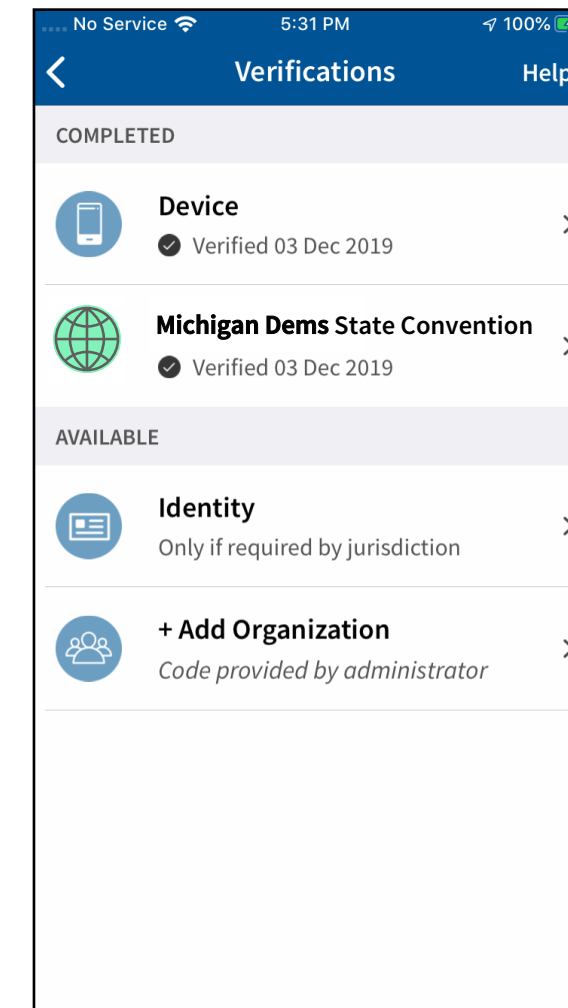 No Service 5:31 PM 100%
Verifications Help
COMPLETED
Device
Verified 03 Dec 2019
Michigan Dems State Convention
Verified 03 Dec 2019
AVAILABLE
Identity
Only if required by jurisdiction
+ Add Organization
Code provided by administrator